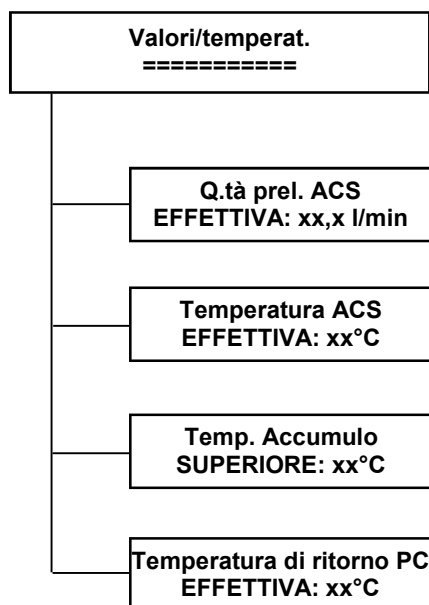 Valori/temperat.
===========
Q.tà prel. ACS
EFFETTIVA: xx,x l/min
Temperatura ACS
EFFETTIVA: xx°C
Temp. Accumulo
SUPERIORE: xx°C
Temperatura di ritorno PC
EFFETTIVA: xx°C